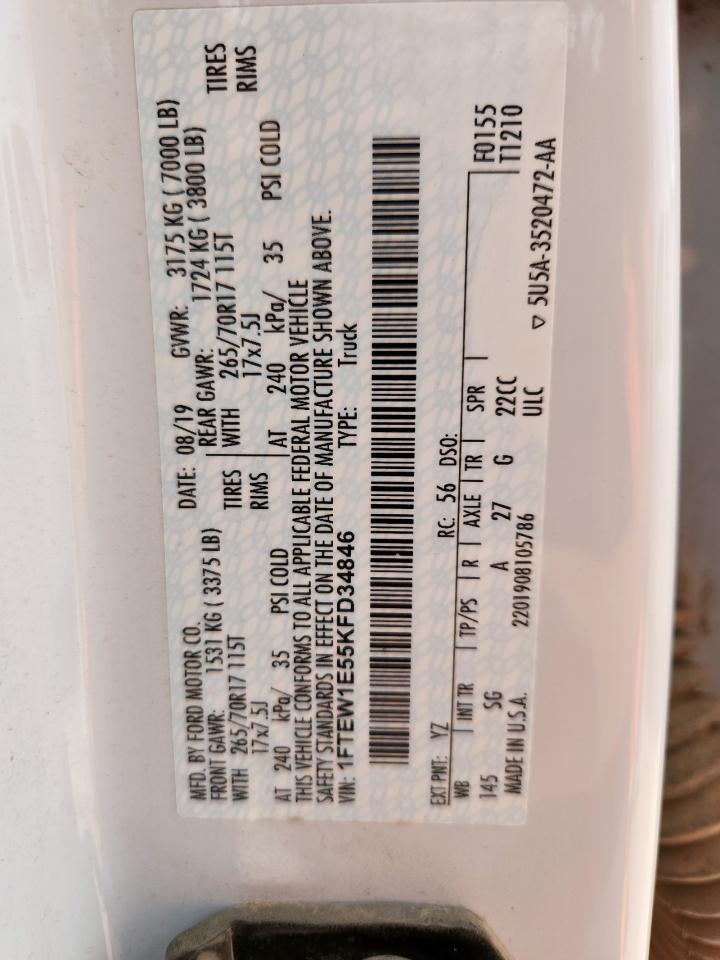 MFD. BY FORD MOTOR CO.
DATE: 08/19 GVWR: 3175 KG ( 7000 LB)
FRONT GAWR: 1531 KG ( 3375 LB) REAR GAWR: 1724 KG ( 3800 LB)
WITH 265/70R17 115T TIRES WITH 265/70R17 115T TIRES
17x7.5J RIMS 17x7.5J RIMS
AT 240 kPa/ 35 PSI COLD AT 240 kPa/ 35 PSI COLD
THIS VEHICLE CONFORMS TO ALL APPLICABLE FEDERAL MOTOR VEHICLE
SAFETY STANDARDS IN EFFECT ON THE DATE OF MANUFACTURE SHOWN ABOVE.
VIN: 1FTEW1E55KFD34846 TYPE: Truck
EXT PNT: YZ RC: 56 DSO:
WB INT TR TP/PS R AXLE TR SPR F0155
145 SG A 27 G 22CC T1210
MADE IN U.S.A. 2201908105786 ULC
▽ 5U5A-3520472-AA